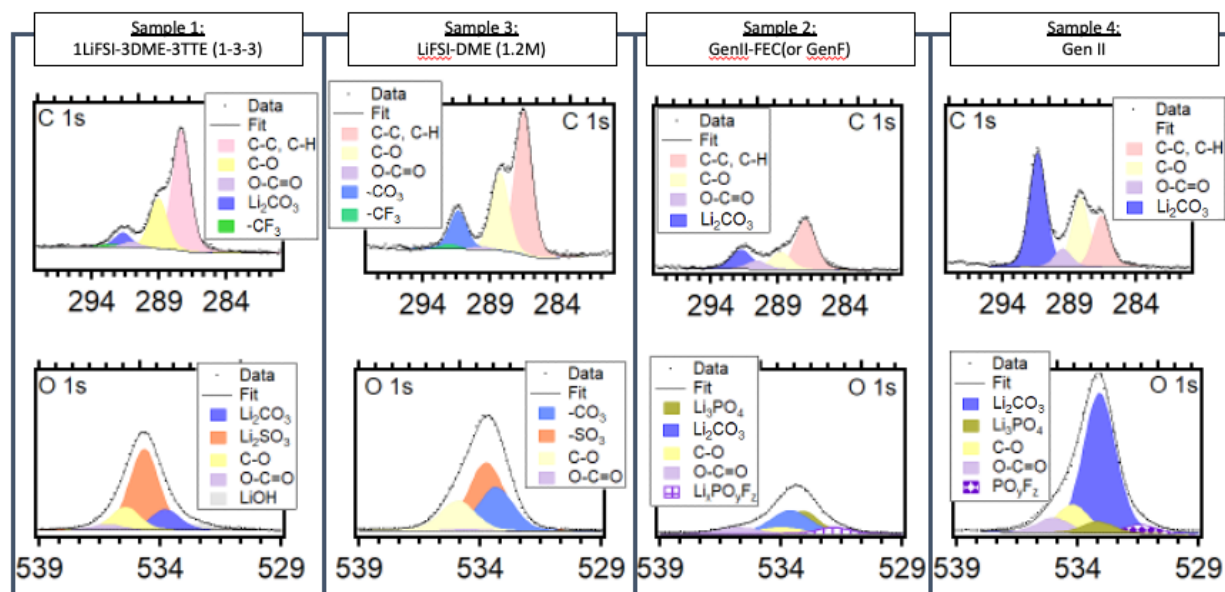 Sample 1:
1LiFSI-3DME-3TTE (1-3-3)
Sample 3:
LiFSI-DME (1.2M)
Sample 2:
GenII-FEC(or GenF)
Sample 4:
Gen II
C 1s
Data
Fit
C-C, C-H
C-O
O-C=O
Li₂CO₃
-CF₃
294 289 284
C 1s
Data
Fit
C-C, C-H
C-O
O-C=O
-CO₃
-CF₃
294 289 284
C 1s
Data
Fit
C-C, C-H
C-O
O-C=O
Li₂CO₃
294 289 284
C 1s
Data
Fit
C-C, C-H
C-O
O-C=O
Li₂CO₃
294 289 284
O 1s
Data
Fit
Li₂CO₃
Li₂SO₃
C-O
O-C=O
LiOH
539 534 529
O 1s
Data
Fit
-CO₃
-SO₃
C-O
O-C=O
539 534 529
O 1s
Data
Fit
Li₃PO₄
Li₂CO₃
C-O
O-C=O
LiₓPOᵧF_z
539 534 529
O 1s
Data
Fit
Li₂CO₃
Li₃PO₄
C-O
O-C=O
POᵧF_z
539 534 529